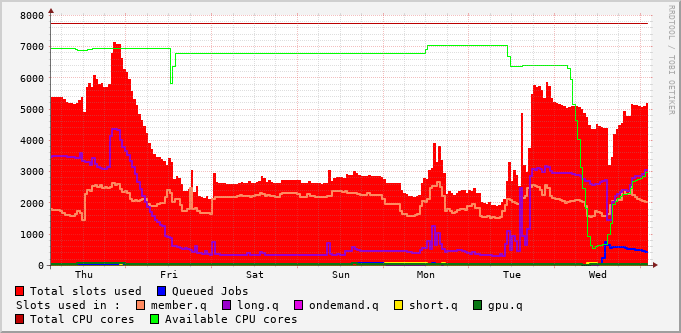 8000
7000
6000
5000
4000
3000
2000
1000
0
Thu Fri Sat Sun Mon Tue Wed
RRDTOOL / TOBI OETIKER
Total slots used Queued Jobs
Slots used in : member.q long.q ondemand.q short.q gpu.q
Total CPU cores Available CPU cores